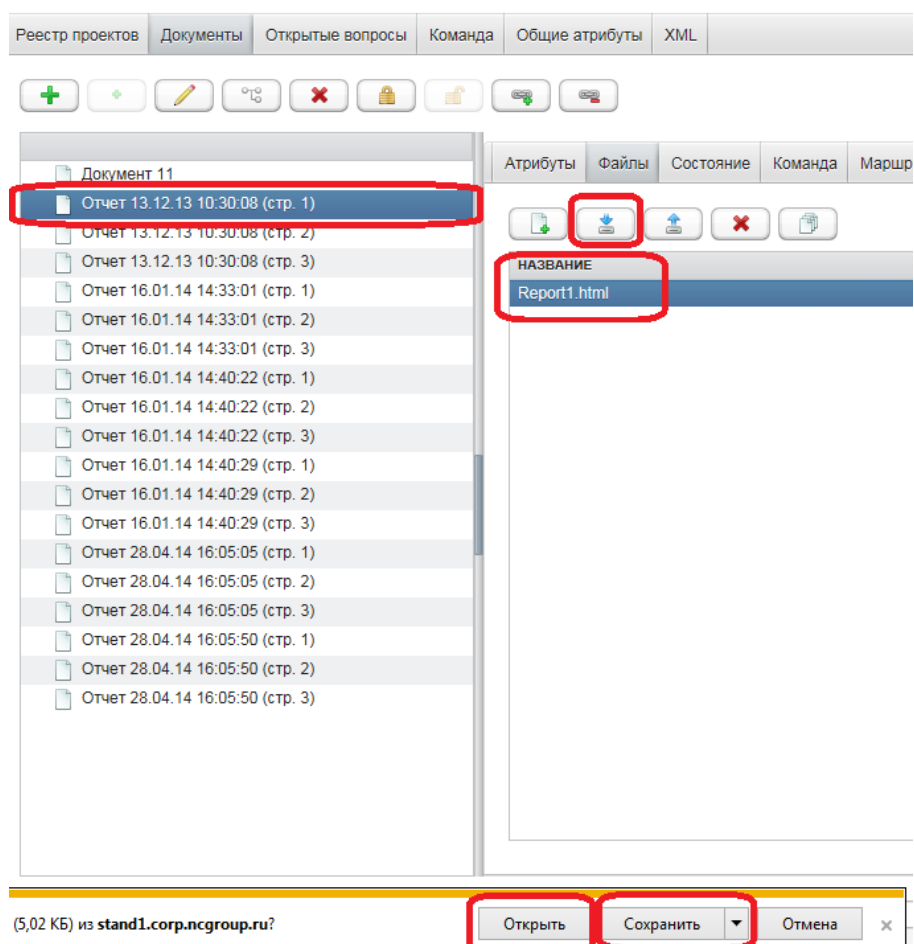 Реестр проектов Документы Открытые вопросы Команда Общие атрибуты XML
Документ 11
Отчет 13.12.13 10:30:08 (стр. 1)
Отчет 13.12.13 10:30:08 (стр. 2)
Отчет 13.12.13 10:30:08 (стр. 3)
Отчет 16.01.14 14:33:01 (стр. 1)
Отчет 16.01.14 14:33:01 (стр. 2)
Отчет 16.01.14 14:33:01 (стр. 3)
Отчет 16.01.14 14:40:22 (стр. 1)
Отчет 16.01.14 14:40:22 (стр. 2)
Отчет 16.01.14 14:40:22 (стр. 3)
Отчет 16.01.14 14:40:29 (стр. 1)
Отчет 16.01.14 14:40:29 (стр. 2)
Отчет 16.01.14 14:40:29 (стр. 3)
Отчет 28.04.14 16:05:05 (стр. 1)
Отчет 28.04.14 16:05:05 (стр. 2)
Отчет 28.04.14 16:05:05 (стр. 3)
Отчет 28.04.14 16:05:50 (стр. 1)
Отчет 28.04.14 16:05:50 (стр. 2)
Отчет 28.04.14 16:05:50 (стр. 3)
Атрибуты Файлы Состояние Команда Маршр
НАЗВАНИЕ
Report1.html
(5,02 КБ) из stand1.corp.ncgroup.ru? Открыть Сохранить Отмена